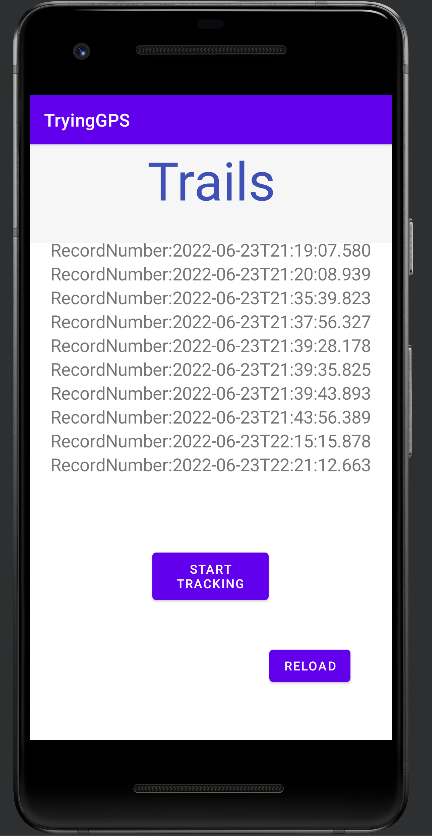 TryingGPS
Trails
RecordNumber:2022-06-23T21:19:07.580
RecordNumber:2022-06-23T21:20:08.939
RecordNumber:2022-06-23T21:35:39.823
RecordNumber:2022-06-23T21:37:56.327
RecordNumber:2022-06-23T21:39:28.178
RecordNumber:2022-06-23T21:39:35.825
RecordNumber:2022-06-23T21:39:43.893
RecordNumber:2022-06-23T21:43:56.389
RecordNumber:2022-06-23T22:15:15.878
RecordNumber:2022-06-23T22:21:12.663
START
TRACKING
RELOAD